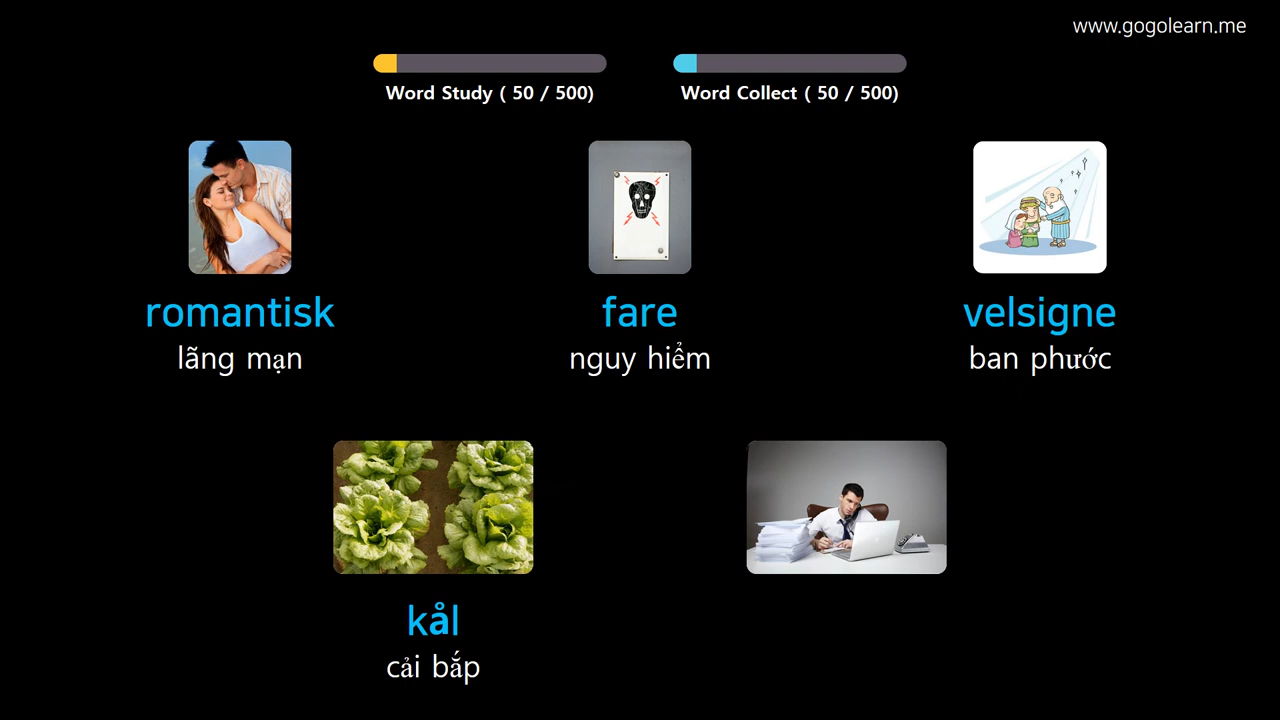 www.gogolearn.me
Word Study ( 50 / 500)
Word Collect ( 50 / 500)
romantisk
lãng mạn
fare
nguy hiểm
velsigne
ban phước
kål
cải bắp